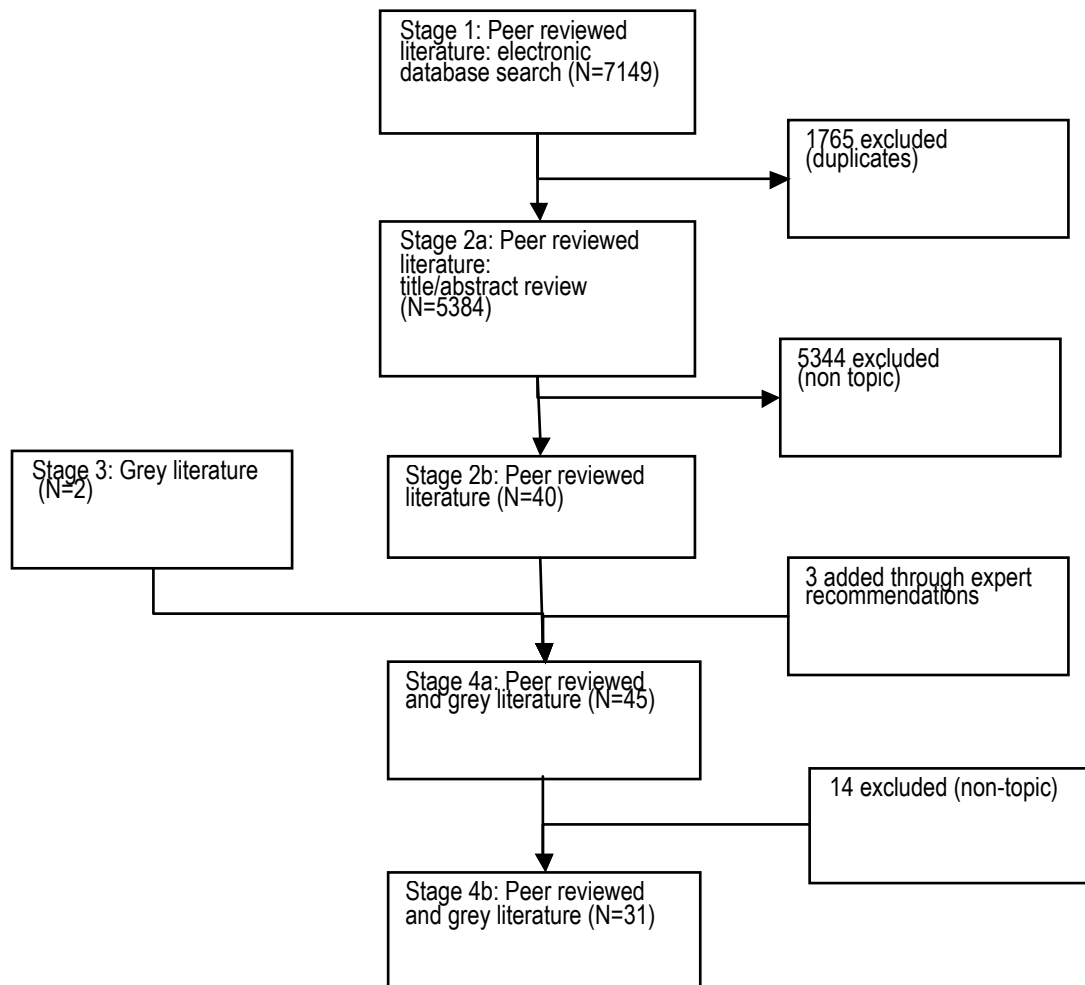 Stage 1: Peer reviewed
literature: electronic
database search (N=7149)
1765 excluded
(duplicates)
Stage 2a: Peer reviewed
literature:
title/abstract review
(N=5384)
5344 excluded
(non topic)
Stage 3: Grey literature
(N=2)
Stage 2b: Peer reviewed
literature (N=40)
3 added through expert
recommendations
Stage 4a: Peer reviewed
and grey literature (N=45)
14 excluded (non-topic)
Stage 4b: Peer reviewed
and grey literature (N=31)